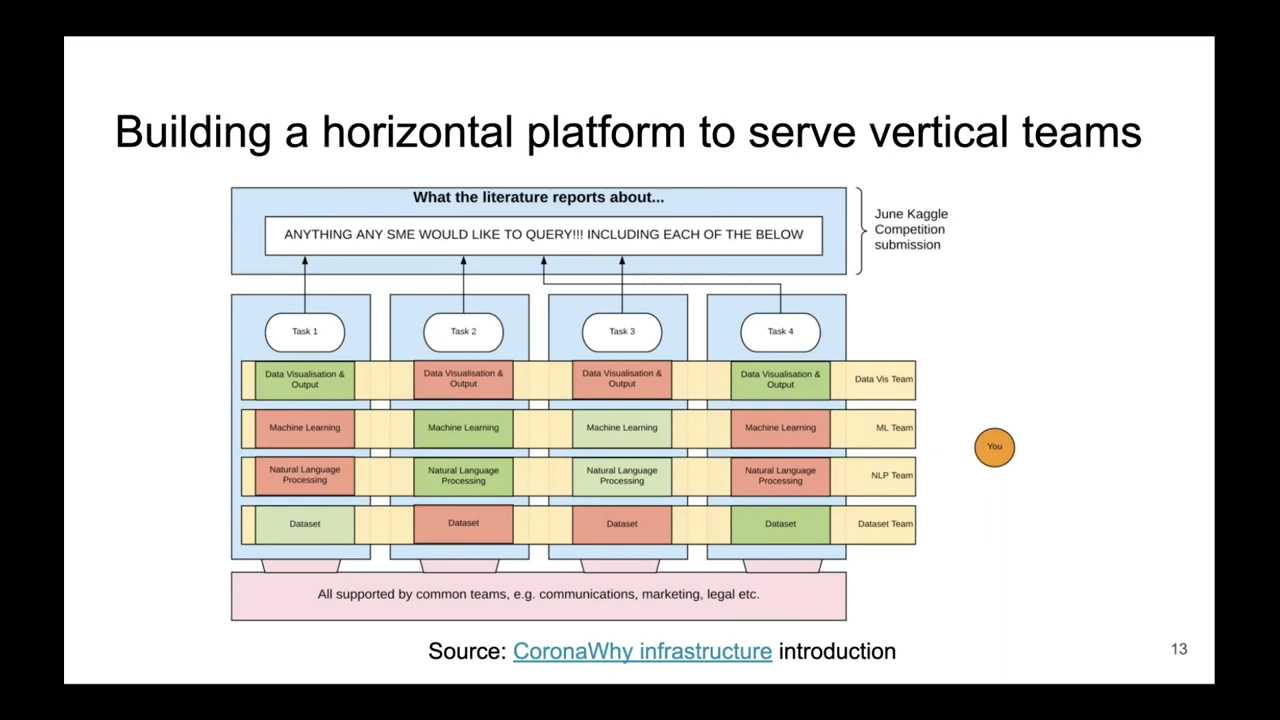 Building a horizontal platform to serve vertical teams
What the literature reports about...
ANYTHING ANY SME WOULD LIKE TO QUERY!!! INCLUDING EACH OF THE BELOW
June Kaggle
Competition
submission
Task 1
Task 2
Task 3
Task 4
Data Visualisation &
Output
Data Visualisation &
Output
Data Visualisation &
Output
Data Visualisation &
Output
Data Vis Team
Machine Learning
Machine Learning
Machine Learning
Machine Learning
ML Team
You
Natural Language
Processing
Natural Language
Processing
Natural Language
Processing
Natural Language
Processing
NLP Team
Dataset
Dataset
Dataset
Dataset
Dataset Team
All supported by common teams, e.g. communications, marketing, legal etc.
Source: CoronaWhy infrastructure introduction
13